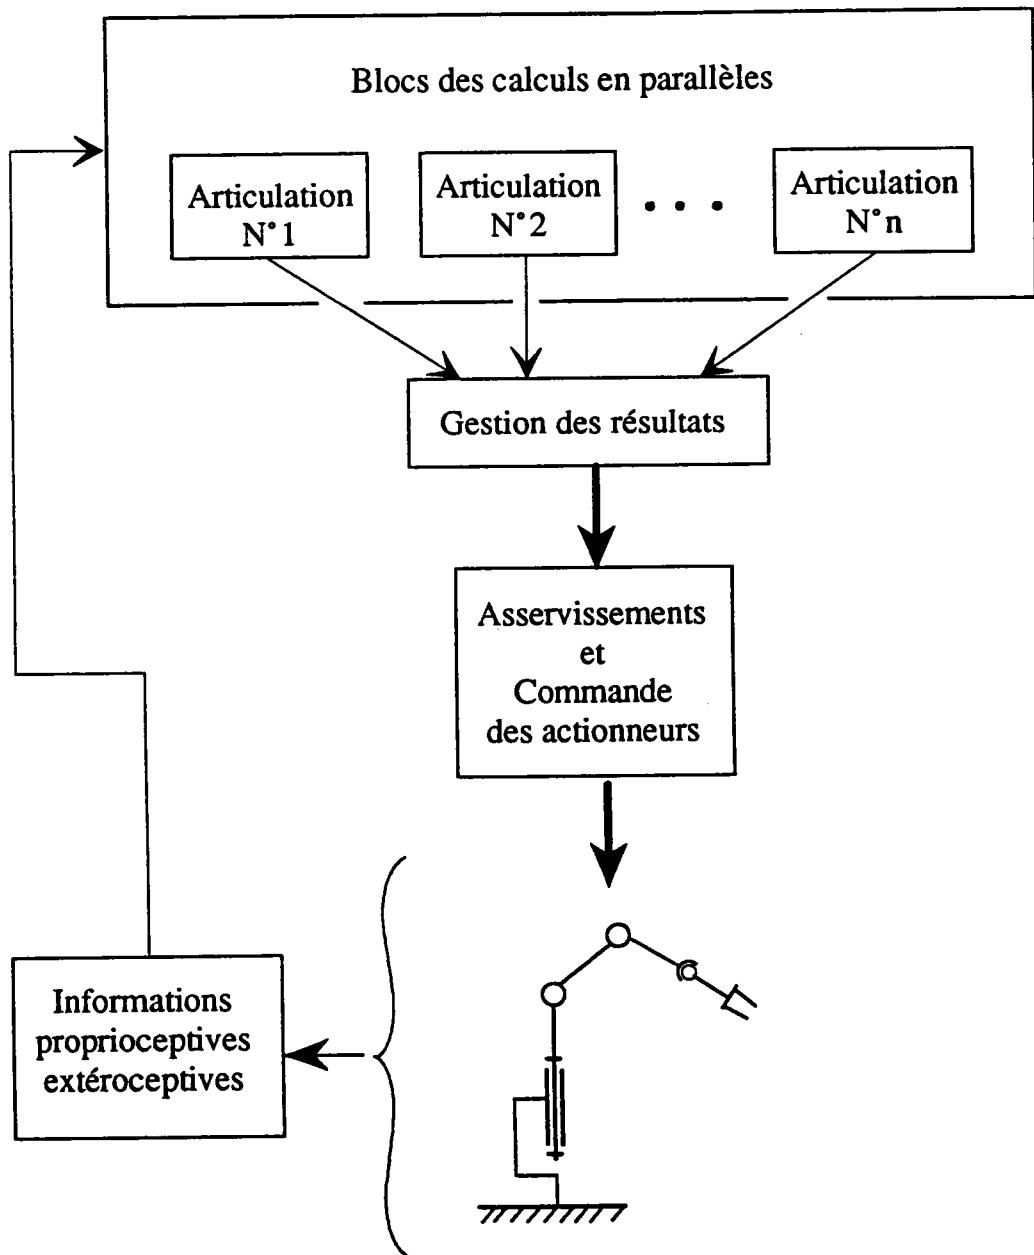 Blocs des calculs en parallèles
Articulation
N°1
Articulation
N°2
• • •
Articulation
N°n
Gestion des résultats
Asservissements
et
Commande
des actionneurs
Informations
proprioceptives
extéroceptives